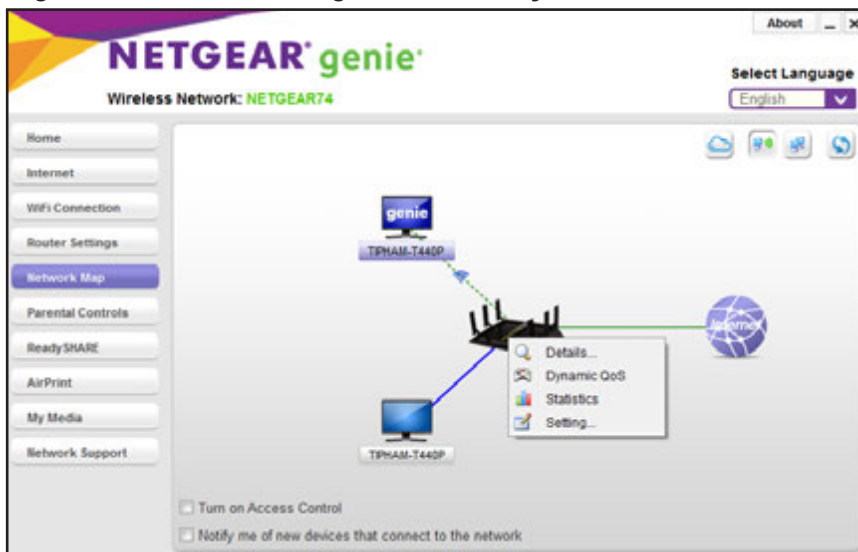 About
NETGEAR® genie®
Select Language
Wireless Network: NETGEAR74
English
Home
Internet
WiFi Connection
Router Settings
Network Map
Parental Controls
ReadySHARE
AirPrint
My Media
Network Support
genie
TIPHAM-T440P
Internet
Details...
Dynamic QoS
Statistics
Setting...
TIPHAM-T440P
Turn on Access Control
Notify me of new devices that connect to the network